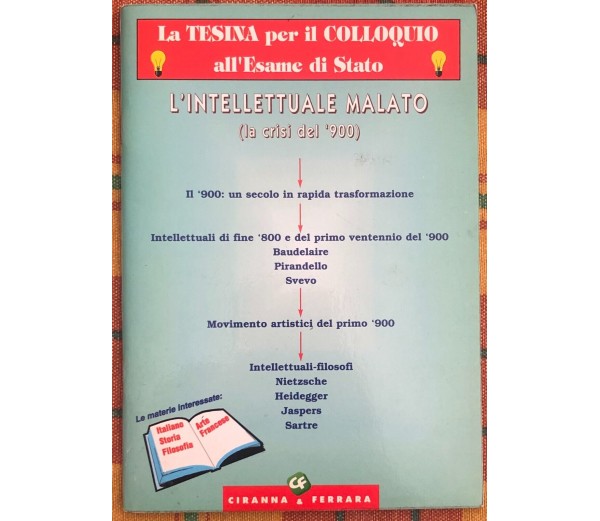 La TESINA per il COLLOQUIO
all'Esame di Stato
L'INTELLETTUALE MALATO
(la crisi del '900)
Il '900: un secolo in rapida trasformazione
Intellettuali di fine '800 e del primo ventennio del '900
Baudelaire
Pirandello
Svevo
Movimento artistici del primo '900
Intellettuali-filosofi
Nietzsche
Heidegger
Jaspers
Sartre
Le materie interessate:
Italiano
Storia
Filosofia
Arte
Francese
CF
CIRANNA & FERRARA